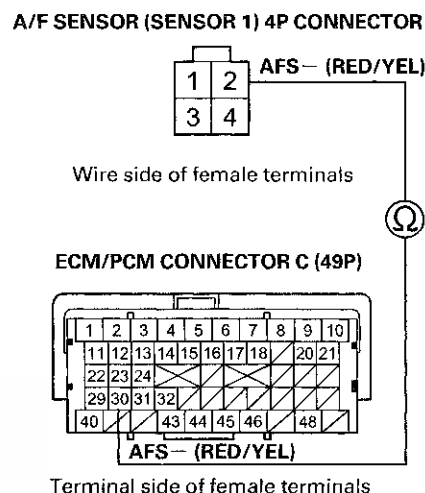 A/F SENSOR (SENSOR 1) 4P CONNECTOR
AFS− (RED/YEL)
1 2
3 4
Wire side of female terminals
Ω
ECM/PCM CONNECTOR C (49P)
1 2 3 4 5 6 7 8 9 10
11 12 13 14 15 16 17 18 20 21
22 23 24
29 30 31 32
40 43 44 45 46 48
AFS− (RED/YEL)
Terminal side of female terminals